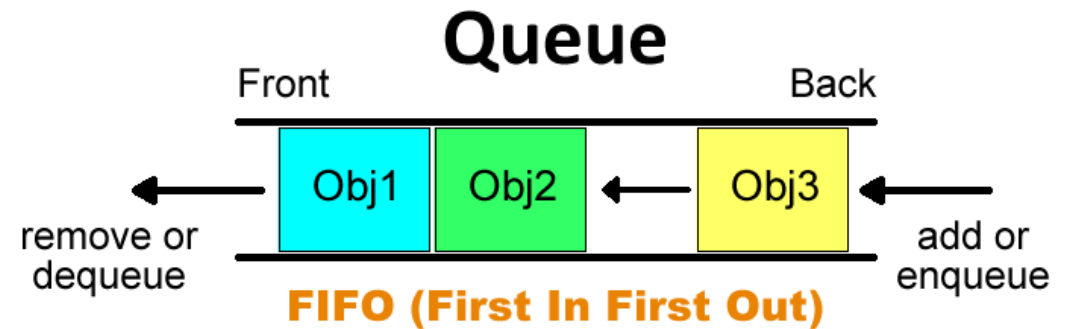 Queue
Front
Back
Obj1
Obj2
Obj3
remove or
dequeue
add or
enqueue
FIFO (First In First Out)